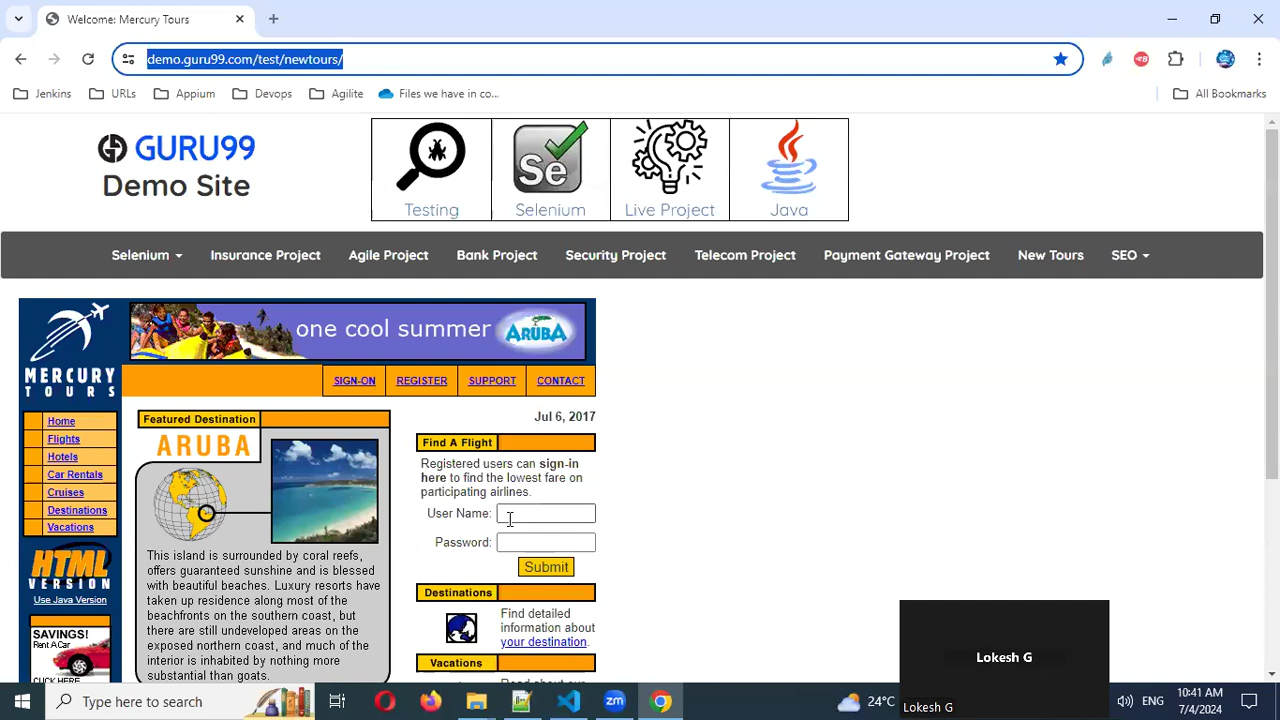 Welcome: Mercury Tours
demo.guru99.com/test/newtours/
Jenkins
URLs
Appium
Devops
Agilite
Files we have in co...
All Bookmarks
GURU99
Demo Site
Testing
Se
Selenium
Live Project
Java
Selenium
Insurance Project
Agile Project
Bank Project
Security Project
Telecom Project
Payment Gateway Project
New Tours
SEO
one cool summer
ARUBA
MERCURY
TOURS
SIGN-ON
REGISTER
SUPPORT
CONTACT
Home
Flights
Hotels
Car Rentals
Cruises
Destinations
Vacations
HTML
VERSION
Use Java Version
SAVINGS!
Rent A Car
CLICK HERE
Featured Destination
ARUBA
This island is surrounded by coral reefs,
offers guaranteed sunshine and is blessed
with beautiful beaches. Luxury resorts have
taken up residence along most of the
beachfronts on the southern coast, but
there are still undeveloped areas on the
exposed northern coast, and much of the
interior is inhabited by nothing more
substantial than goats.
Jul 6, 2017
Find A Flight
Registered users can sign-in
here to find the lowest fare on
participating airlines.
User Name:
Password:
Submit
Destinations
Find detailed
information about
your destination.
Vacations
Read about our
Lokesh G
Lokesh G
Type here to search
zm
24°C
ENG
10:41 AM
7/4/2024